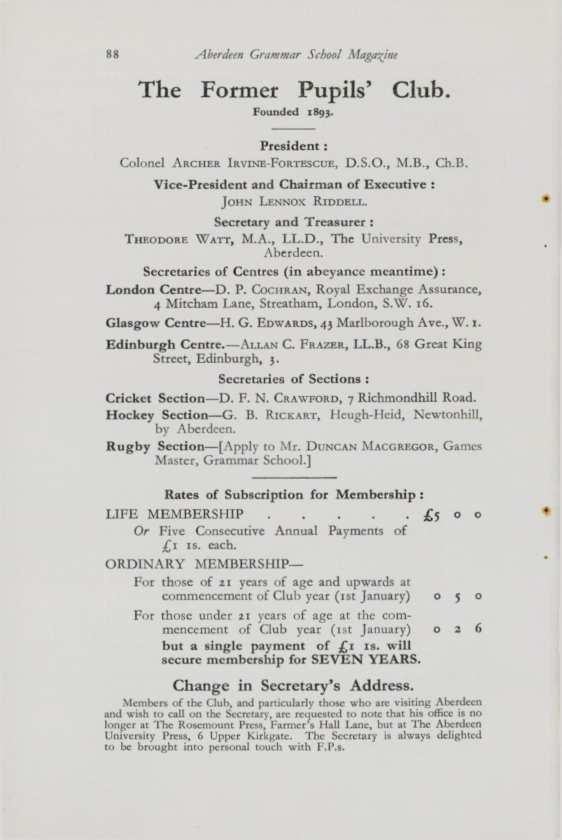 88 Aberdeen Grammar School Magazine
The Former Pupils' Club.
Founded 1893.
President :
Colonel ARCHER IRVINE-FORTESCUE, D.S.O., M.B., Ch.B.
Vice-President and Chairman of Executive :
JOHN LENNOX RIDDELL.
Secretary and Treasurer :
THEODORE WATT, M.A., LL.D., The University Press,
Aberdeen.
Secretaries of Centres (in abeyance meantime) :
London Centre—D. P. COCHRAN, Royal Exchange Assurance,
4 Mitcham Lane, Streatham, London, S.W. 16.
Glasgow Centre—H. G. EDWARDS, 43 Marlborough Ave., W. 1.
Edinburgh Centre.—ALLAN C. FRAZER, LL.B., 68 Great King
Street, Edinburgh, 3.
Secretaries of Sections :
Cricket Section—D. F. N. CRAWFORD, 7 Richmondhill Road.
Hockey Section—G. B. RICKART, Heugh-Heid, Newtonhill,
by Aberdeen.
Rugby Section—[Apply to Mr. DUNCAN MACGREGOR, Games
Master, Grammar School.]
Rates of Subscription for Membership :
LIFE MEMBERSHIP . . . . . £5 0 0
Or Five Consecutive Annual Payments of
£1 1s. each.
ORDINARY MEMBERSHIP—
For those of 21 years of age and upwards at
commencement of Club year (1st January) 0 5 0
For those under 21 years of age at the com-
mencement of Club year (1st January) 0 2 6
but a single payment of £1 1s. will
secure membership for SEVEN YEARS.
Change in Secretary's Address.
Members of the Club, and particularly those who are visiting Aberdeen
and wish to call on the Secretary, are requested to note that his office is no
longer at The Rosemount Press, Farmer's Hall Lane, but at The Aberdeen
University Press, 6 Upper Kirkgate. The Secretary is always delighted
to be brought into personal touch with F.P.s.